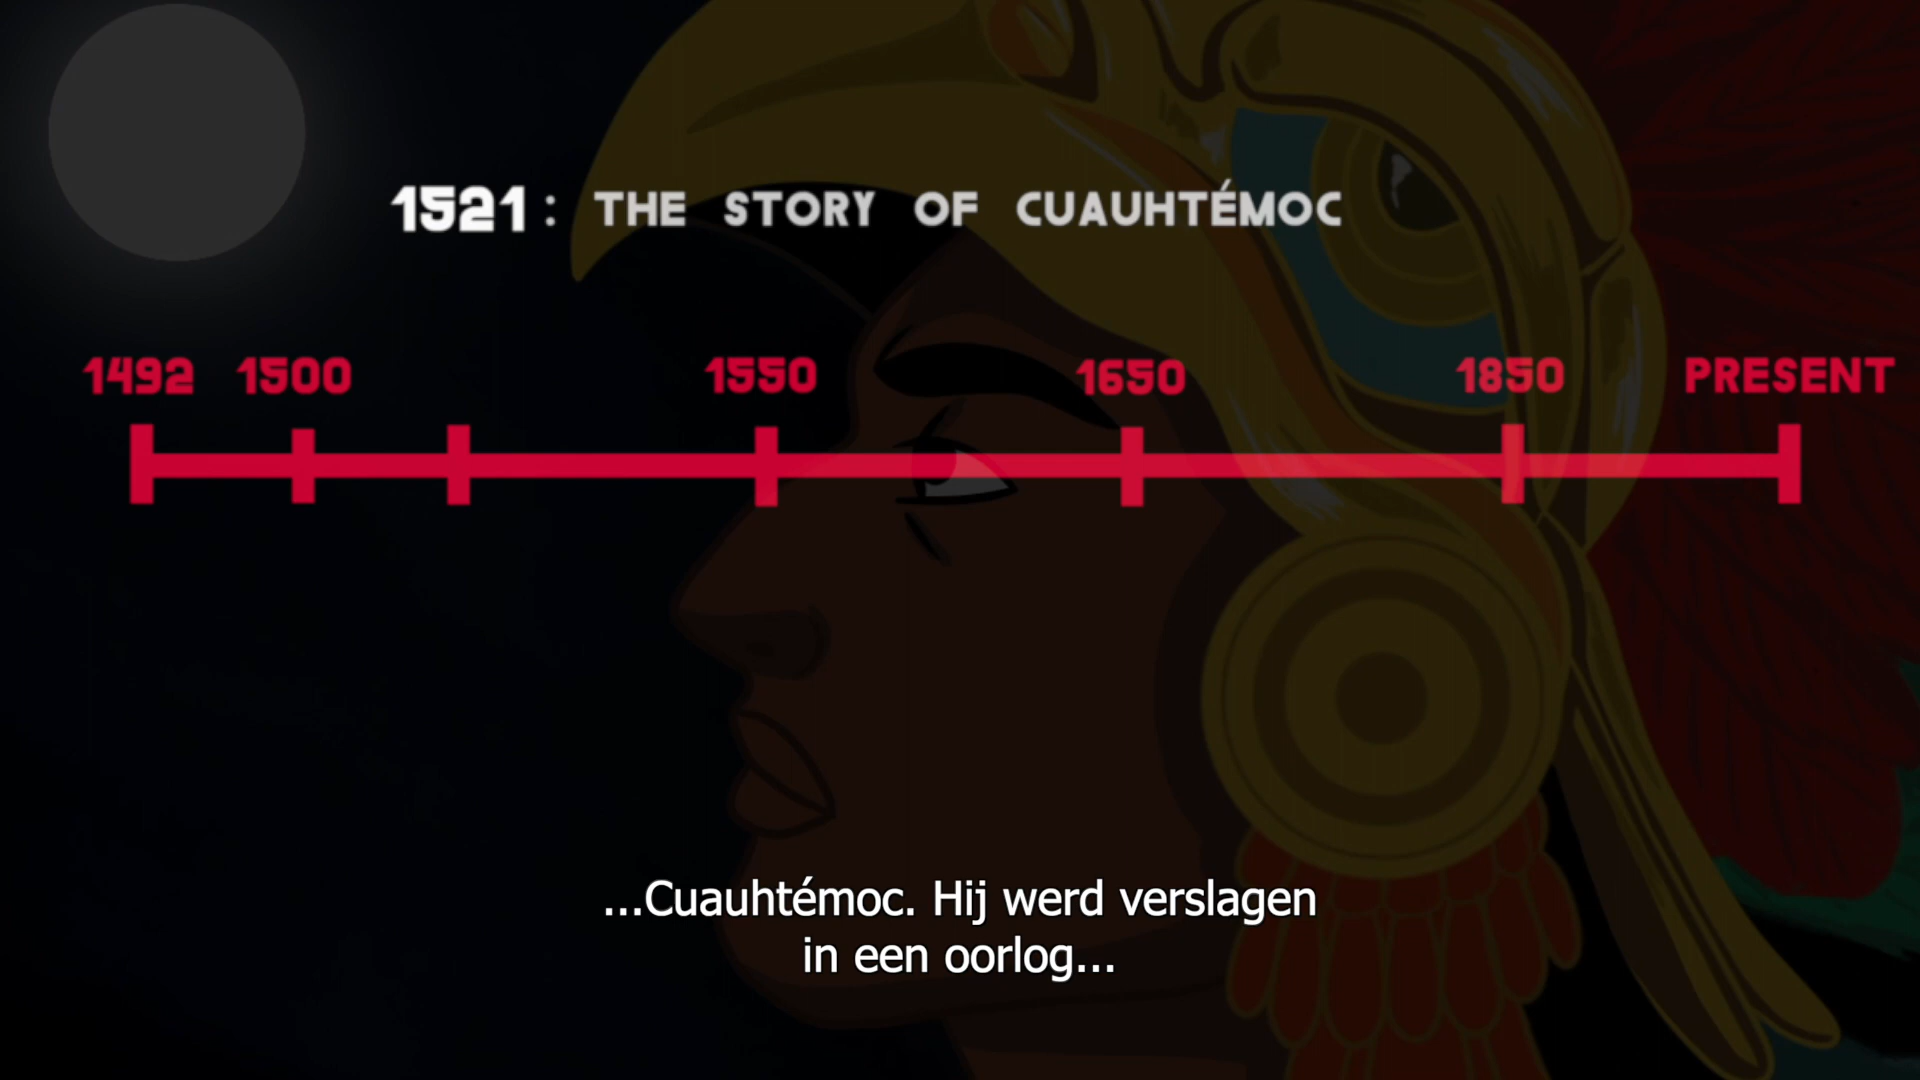 1521: THE STORY OF CUAUHTÉMOC
1492 1500 1550 1650 1850 PRESENT
...Cuauhtémoc. Hij werd verslagen
in een oorlog...